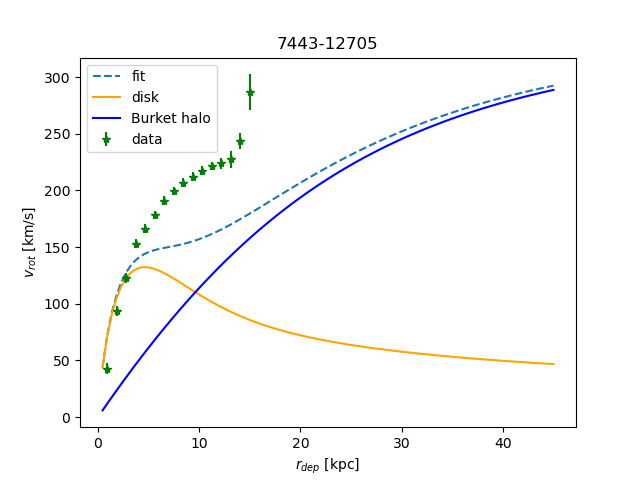 7443-12705
fit
disk
Burket halo
data
300
250
200
150
100
50
0
v_rot [km/s]
0 10 20 30 40
r_dep [kpc]